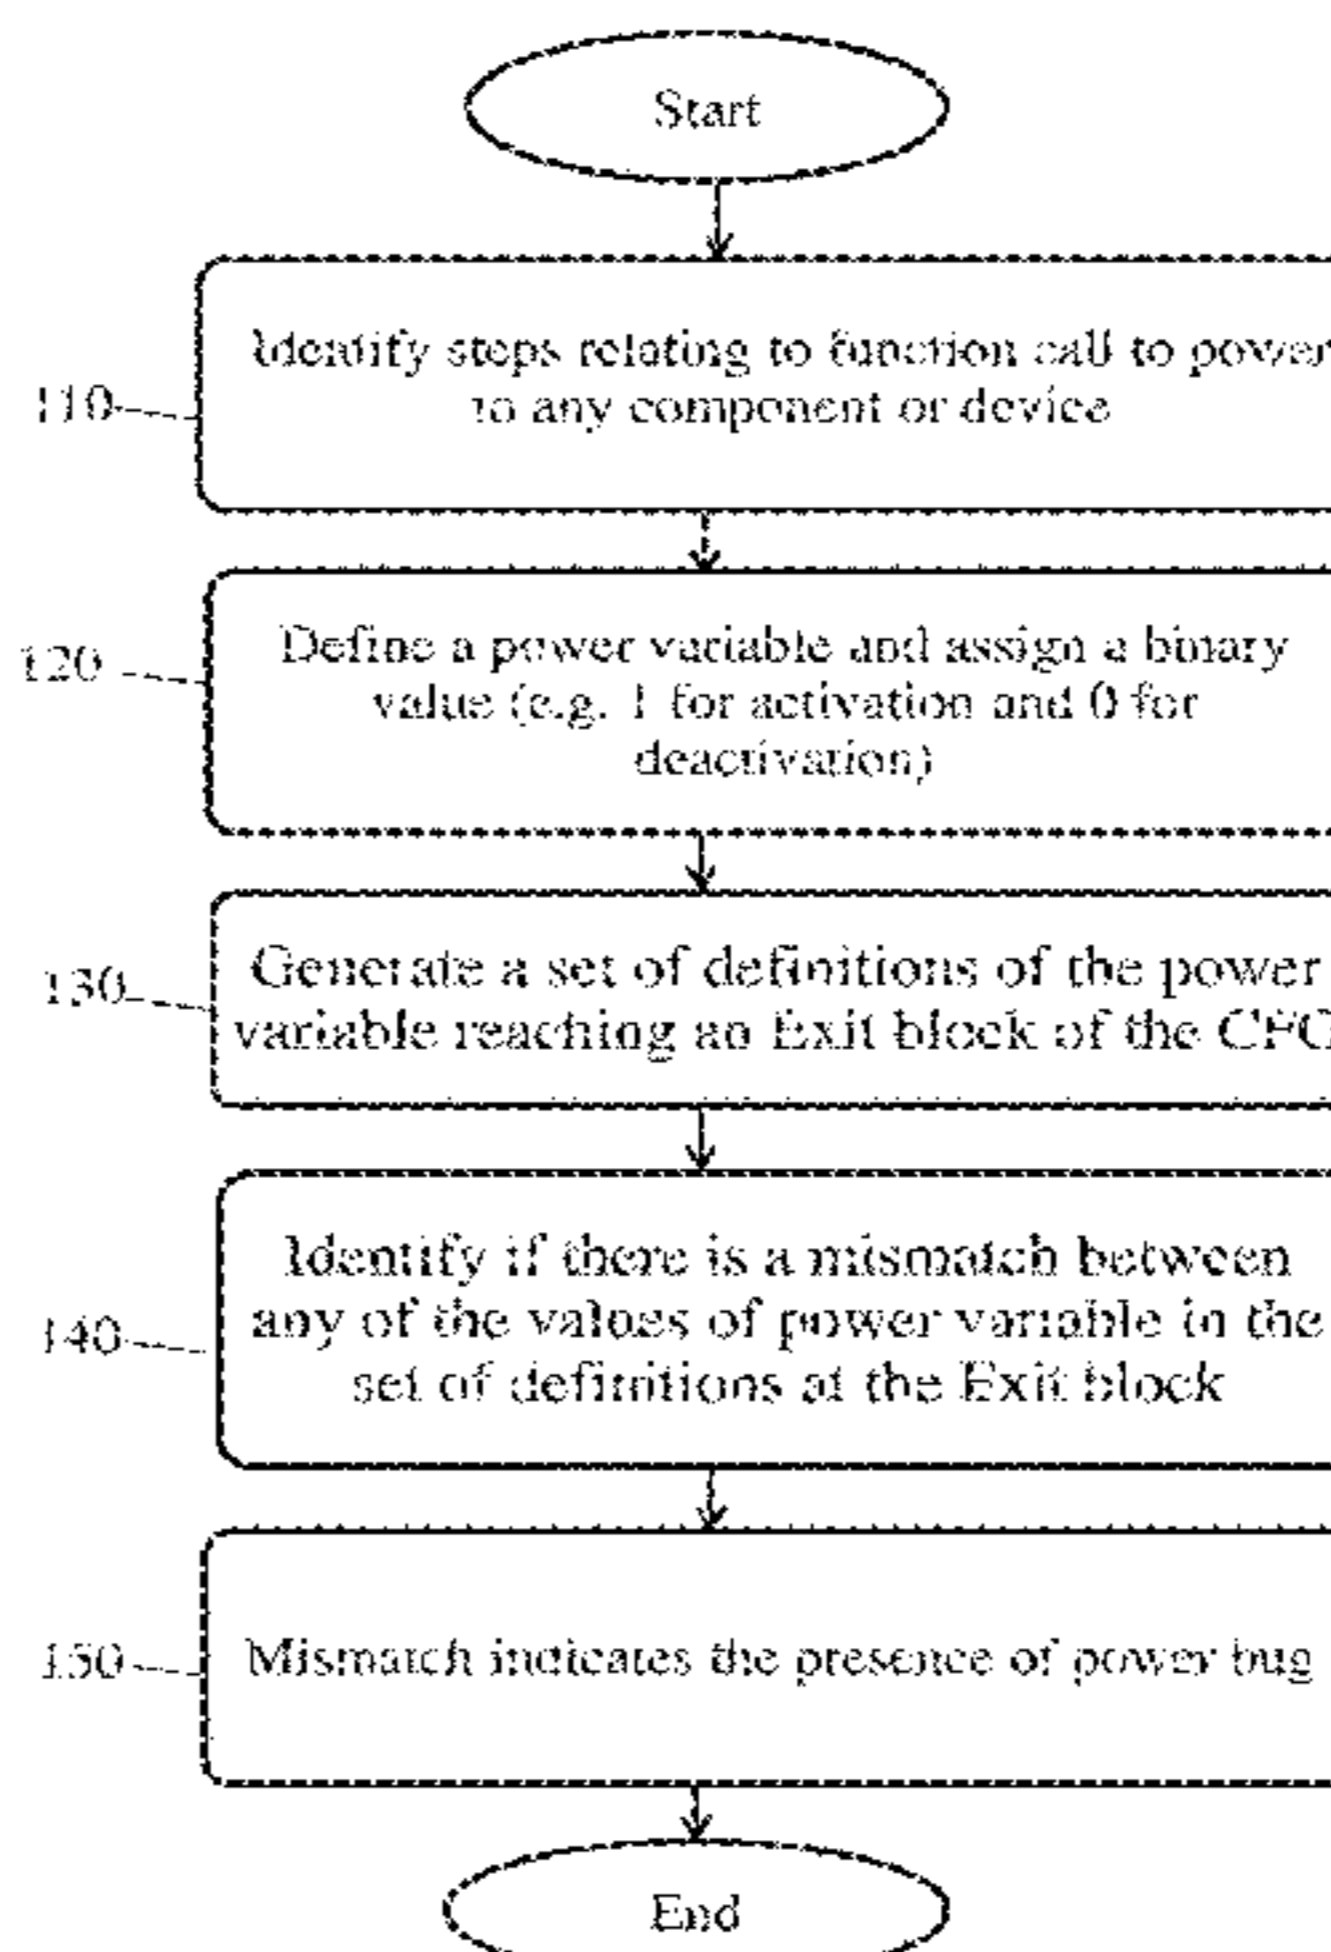 Start
Identify steps relating to function call to power
110
to any component or device
Define a power variable and assign a binary
120
value (e.g. 1 for activation and 0 for
deactivation)
Generate a set of definitions of the power
130
variable reaching an Exit block of the CFG
Identify if there is a mismatch between
any of the values of power variable in the
140
set of definitions at the Exit block
150
Mismatch indicates the presence of power bug
End